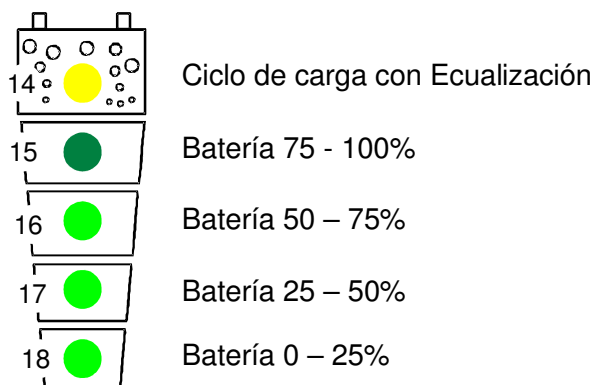 14 Ciclo de carga con Ecualización
15 Batería 75 - 100%
16 Batería 50 – 75%
17 Batería 25 – 50%
18 Batería 0 – 25%